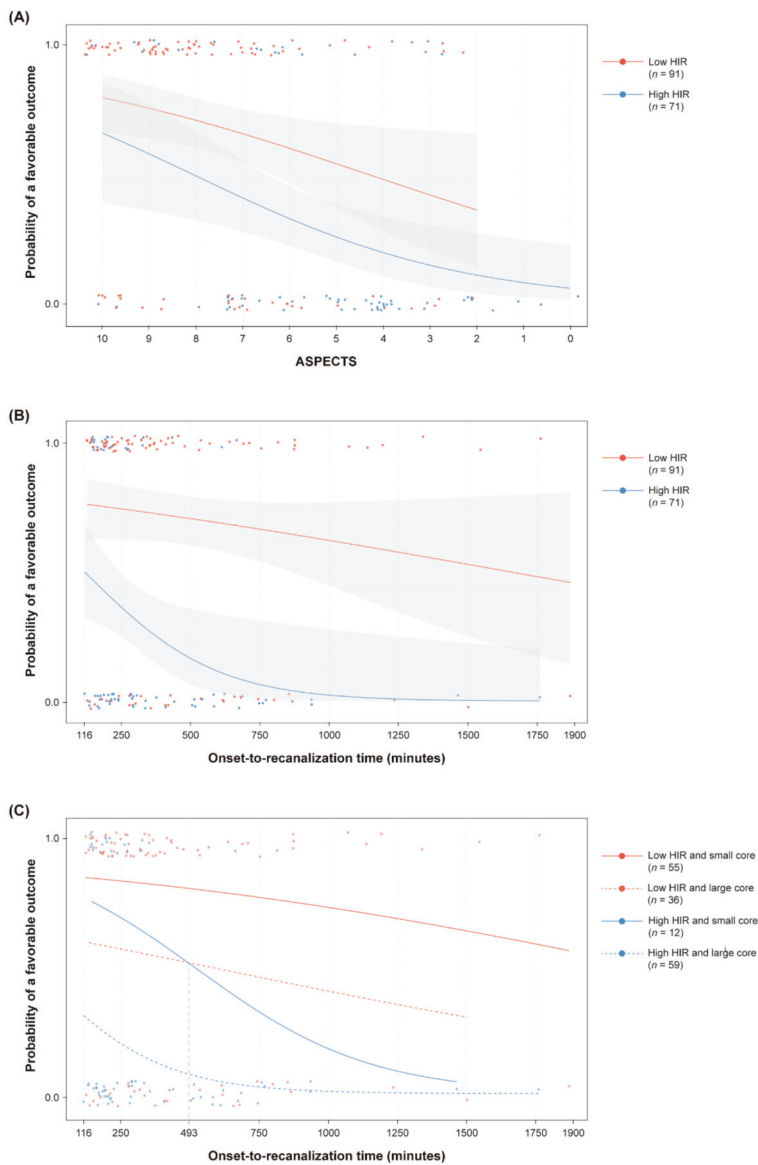 (A)
1.0
0.0
Probability of a favorable outcome
10 9 8 7 6 5 4 3 2 1 0
ASPECTS
Low HIR
(n = 91)
High HIR
(n = 71)
(B)
1.0
0.0
Probability of a favorable outcome
116 250 500 750 1000 1250 1500 1750 1900
Onset-to-recanalization time (minutes)
Low HIR
(n = 91)
High HIR
(n = 71)
(C)
1.0
0.0
Probability of a favorable outcome
116 250 493 750 1000 1250 1500 1750 1900
Onset-to-recanalization time (minutes)
Low HIR and small core
(n = 55)
Low HIR and large core
(n = 36)
High HIR and small core
(n = 12)
High HIR and large core
(n = 59)